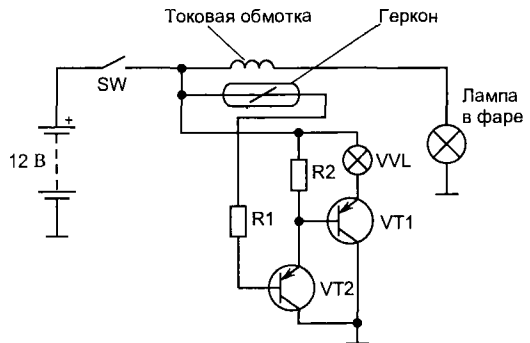 Токовая обмотка
Геркон
SW
Лампа
в фаре
+
12 В
R2
VVL
R1
VT1
VT2